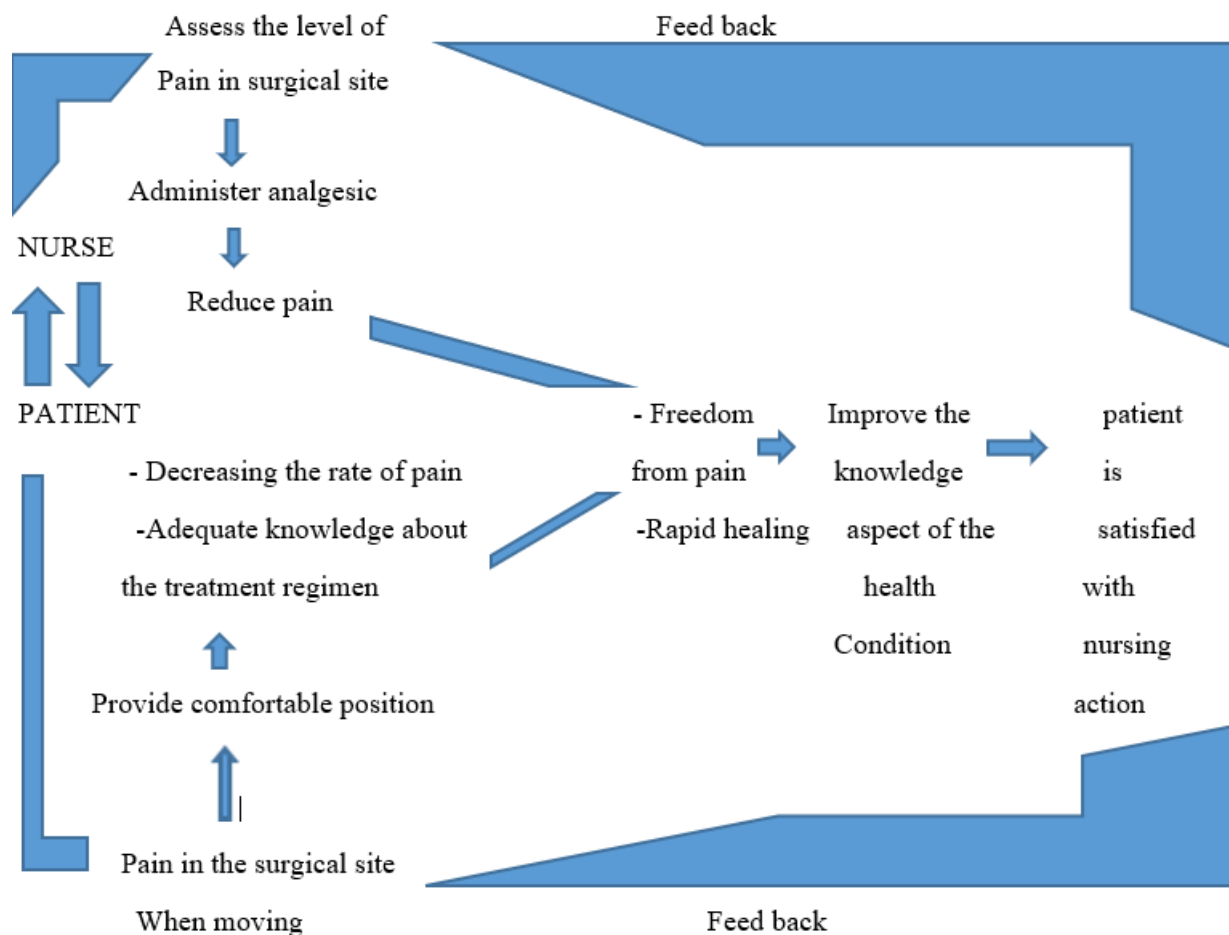 Assess the level of
Feed back
Pain in surgical site
Administer analgesic
NURSE
Reduce pain
PATIENT
- Decreasing the rate of pain
-Adequate knowledge about
the treatment regimen
Provide comfortable position
Pain in the surgical site
When moving
- Freedom
from pain
-Rapid healing
Improve the
knowledge
aspect of the
health
Condition
patient
is
satisfied
with
nursing
action
Feed back